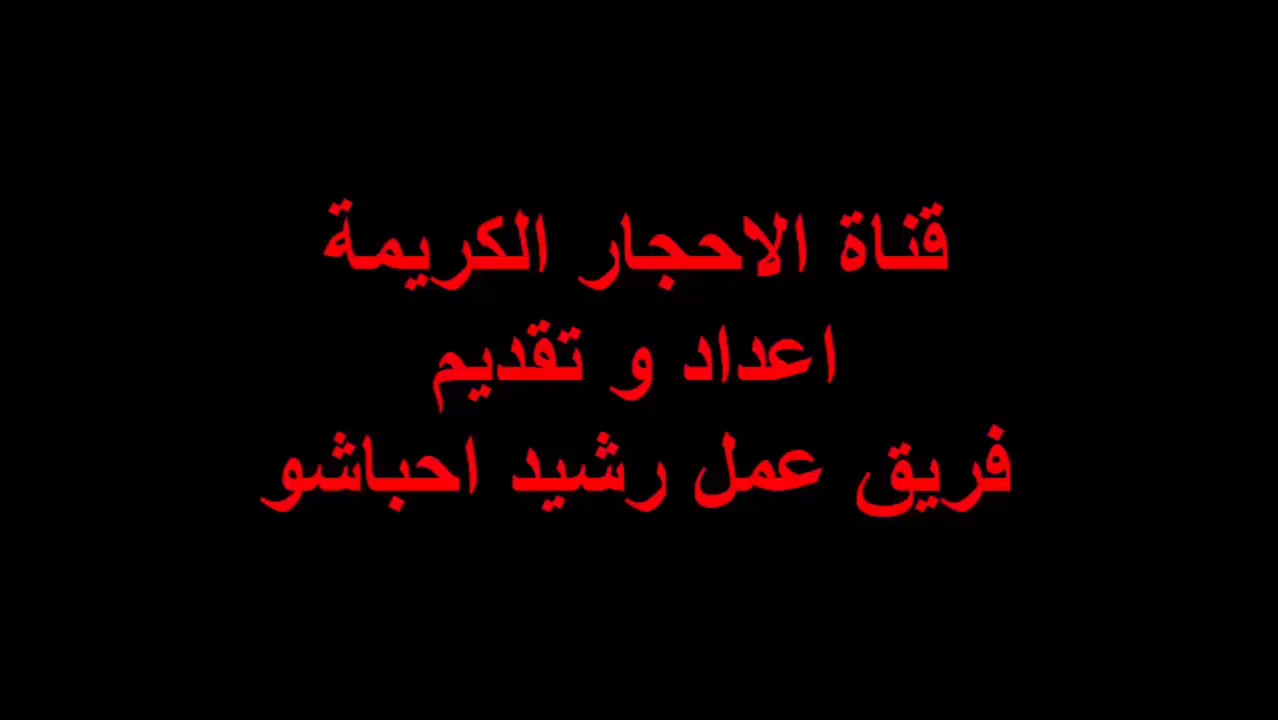 قناة الاحجار الكريمة
اعداد و تقديم
فريق عمل رشيد احباشو